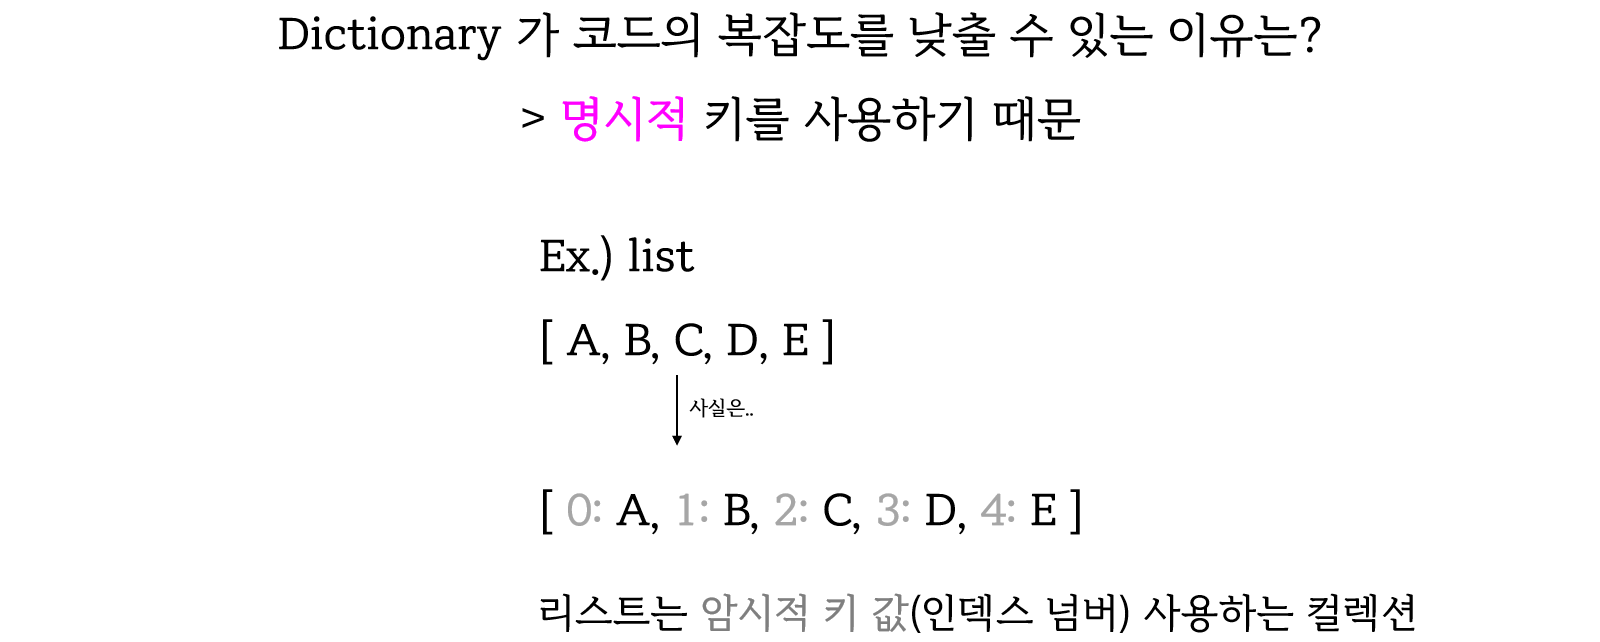 Dictionary 가 코드의 복잡도를 낮출 수 있는 이유는?
> 명시적 키를 사용하기 때문
Ex.) list
[ A, B, C, D, E ]
사실은..
[ 0: A, 1: B, 2: C, 3: D, 4: E ]
리스트는 암시적 키 값(인덱스 넘버) 사용하는 컬렉션